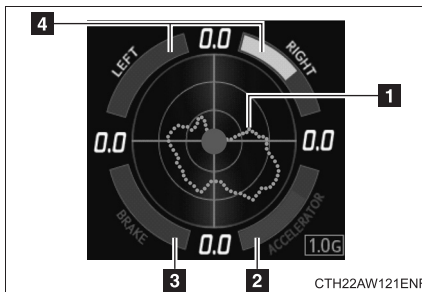 4
0.0
LEFT
RIGHT
1
0.0
0.0
BRAKE
0.0
ACCELERATOR
1.0G
3
2
CTH22AW121ENF